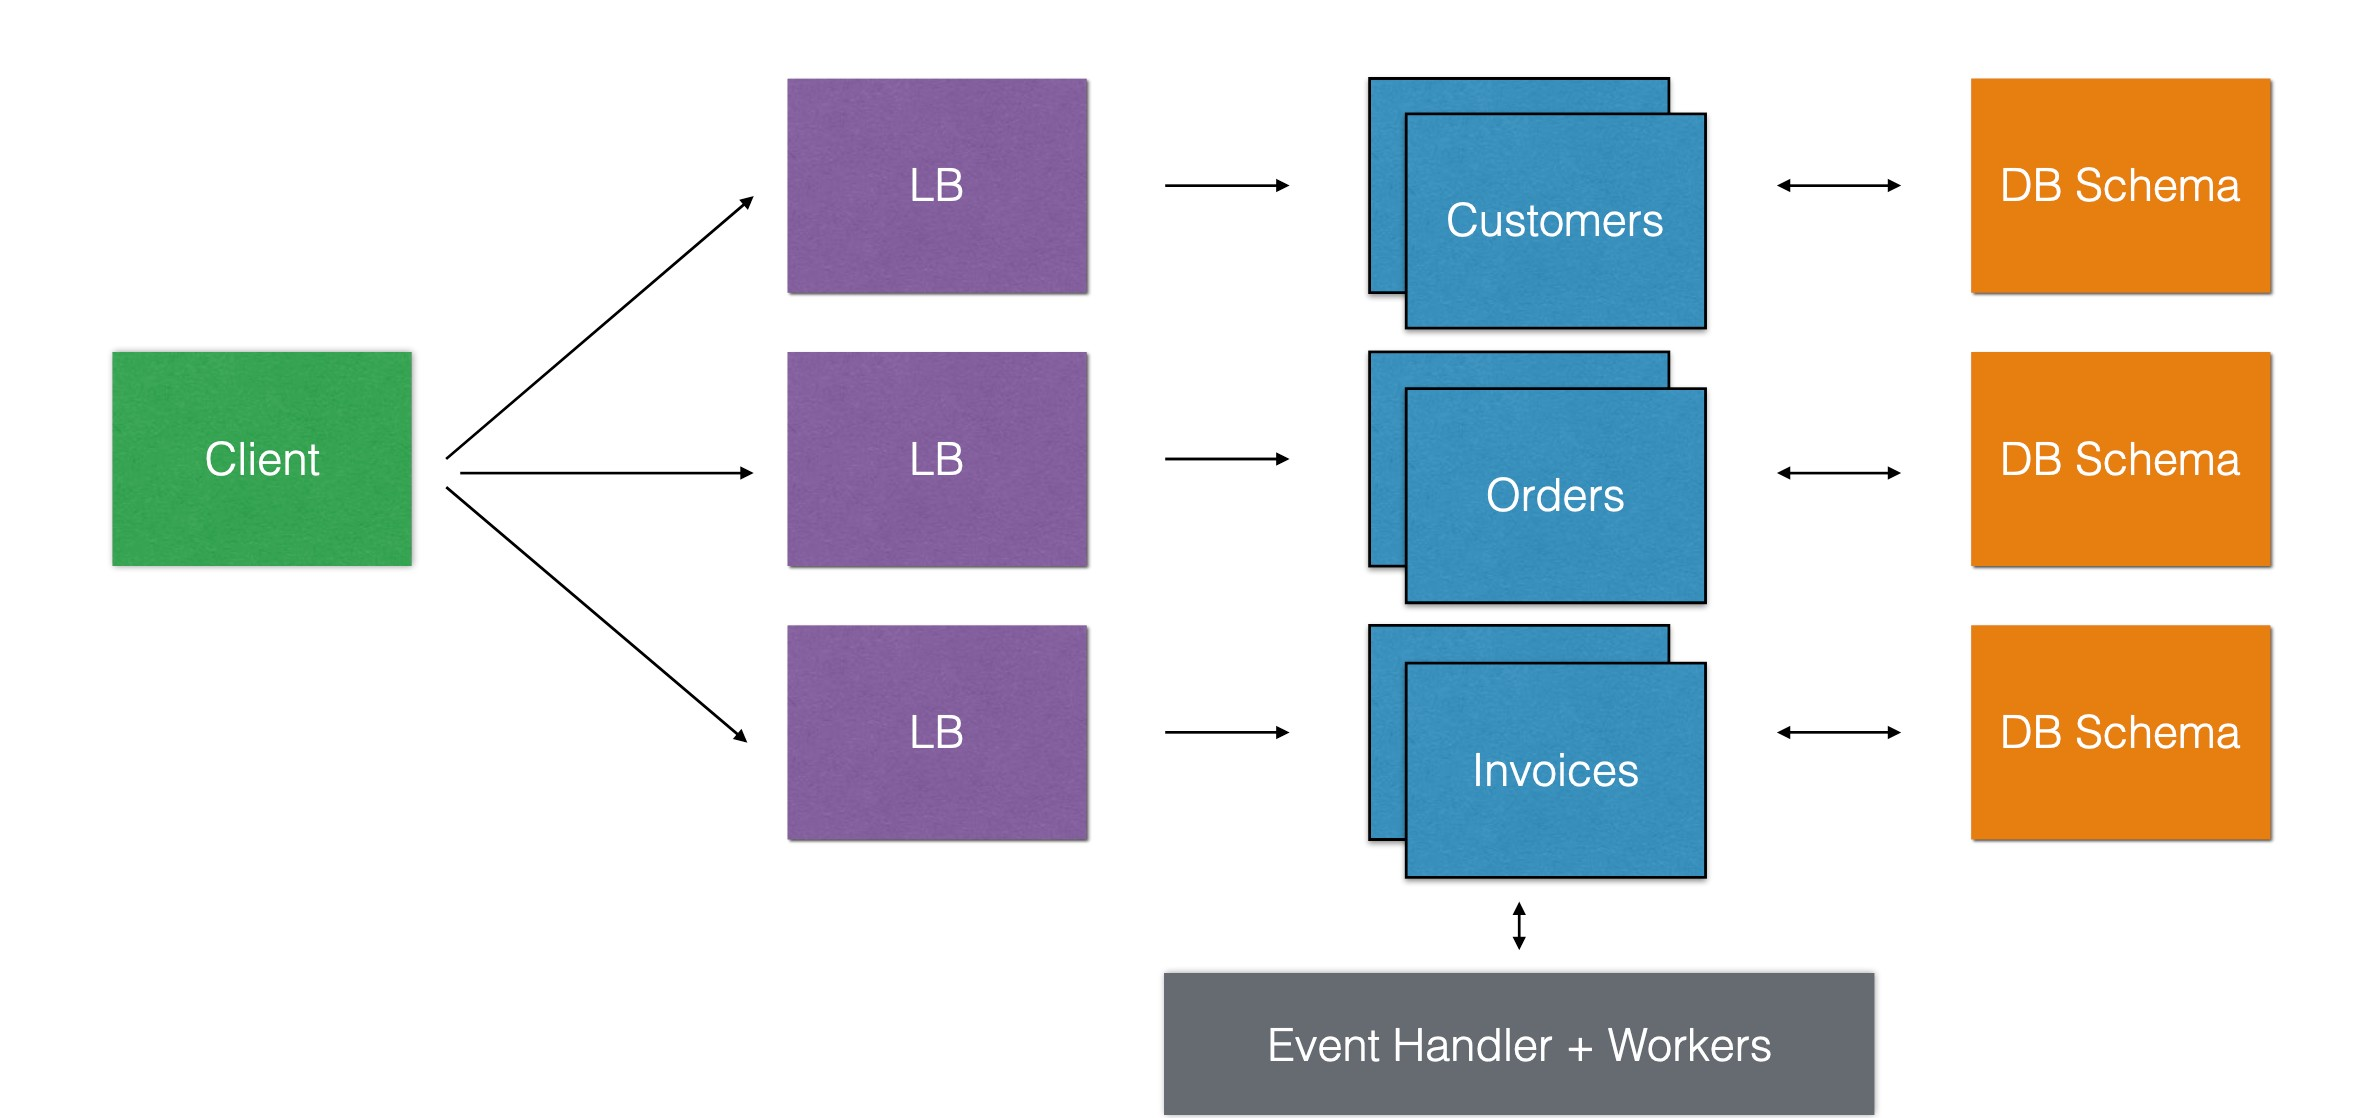 LB
Customers
DB Schema
Client
LB
Orders
DB Schema
LB
Invoices
DB Schema
Event Handler + Workers